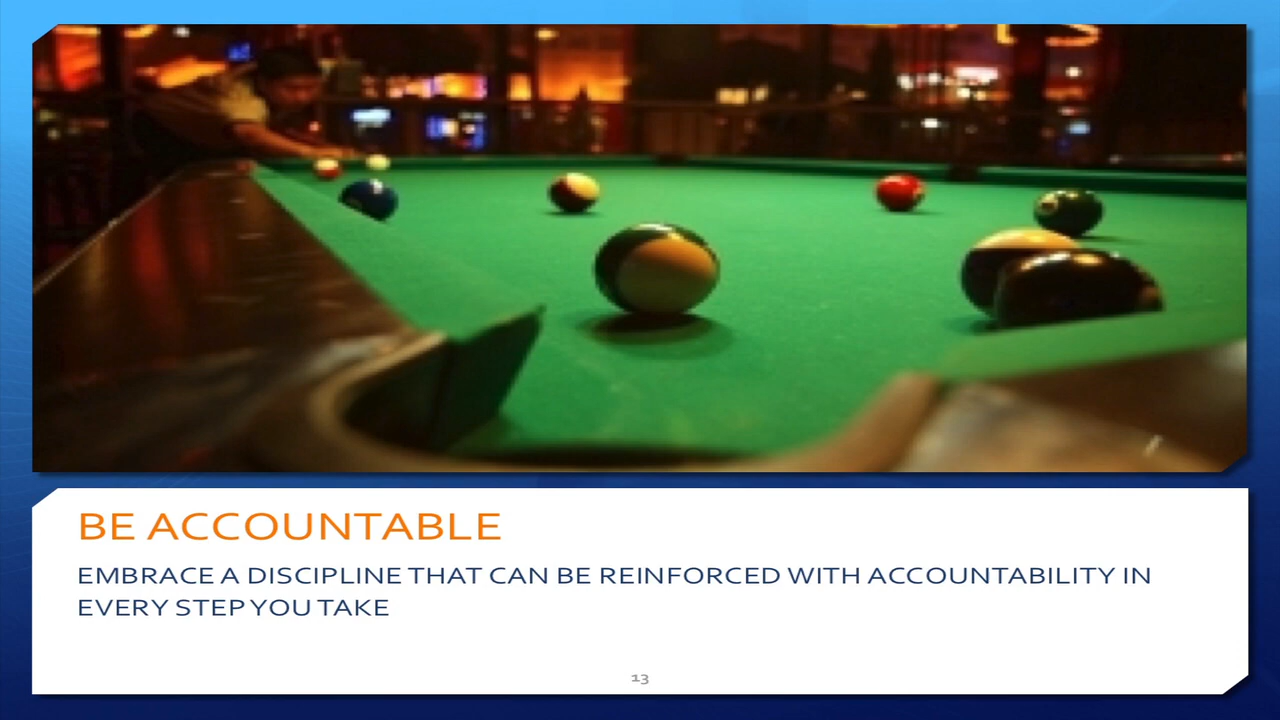 BE ACCOUNTABLE
EMBRACE A DISCIPLINE THAT CAN BE REINFORCED WITH ACCOUNTABILITY IN
EVERY STEP YOU TAKE
13